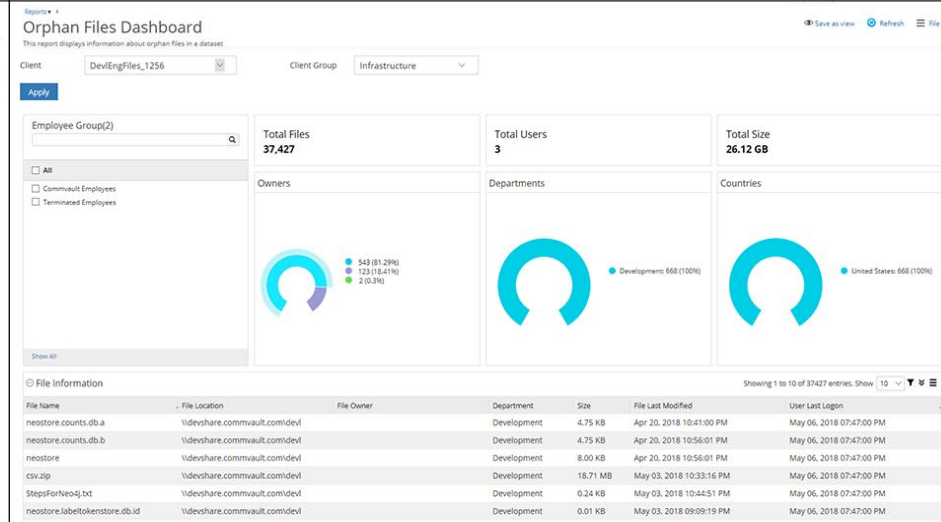 Reports
Orphan Files Dashboard
This report displays information about orphan files in a dataset
Save as view Refresh File
Client DevlEngFiles_1256 Client Group Infrastructure
Apply
Employee Group(2)
All
Commvault Employees
Terminated Employees
Show All
Total Files
37,427
Total Users
3
Total Size
26.12 GB
Owners
543 (81.29%)
123 (18.41%)
2 (0.3%)
Departments
Development: 668 (100%)
Countries
United States: 668 (100%)
File Information
Showing 1 to 10 of 37427 entries. Show 10
File Name File Location File Owner Department Size File Last Modified User Last Logon
neostore.counts.db.a \\devshare.commvault.com\devl Development 4.75 KB Apr 20, 2018 10:41:00 PM May 06, 2018 07:47:00 PM
neostore.counts.db.b \\devshare.commvault.com\devl Development 4.75 KB Apr 20, 2018 10:56:01 PM May 06, 2018 07:47:00 PM
neostore \\devshare.commvault.com\devl Development 8.00 KB Apr 20, 2018 10:56:01 PM May 06, 2018 07:47:00 PM
csv.zip \\devshare.commvault.com\devl Development 18.71 MB May 03, 2018 10:33:16 PM May 06, 2018 07:47:00 PM
StepsForNeo4j.txt \\devshare.commvault.com\devl Development 0.24 KB May 03, 2018 10:44:51 PM May 06, 2018 07:47:00 PM
neostore.labeltokenstore.db.id \\devshare.commvault.com\devl Development 0.01 KB May 03, 2018 09:09:19 PM May 06, 2018 07:47:00 PM